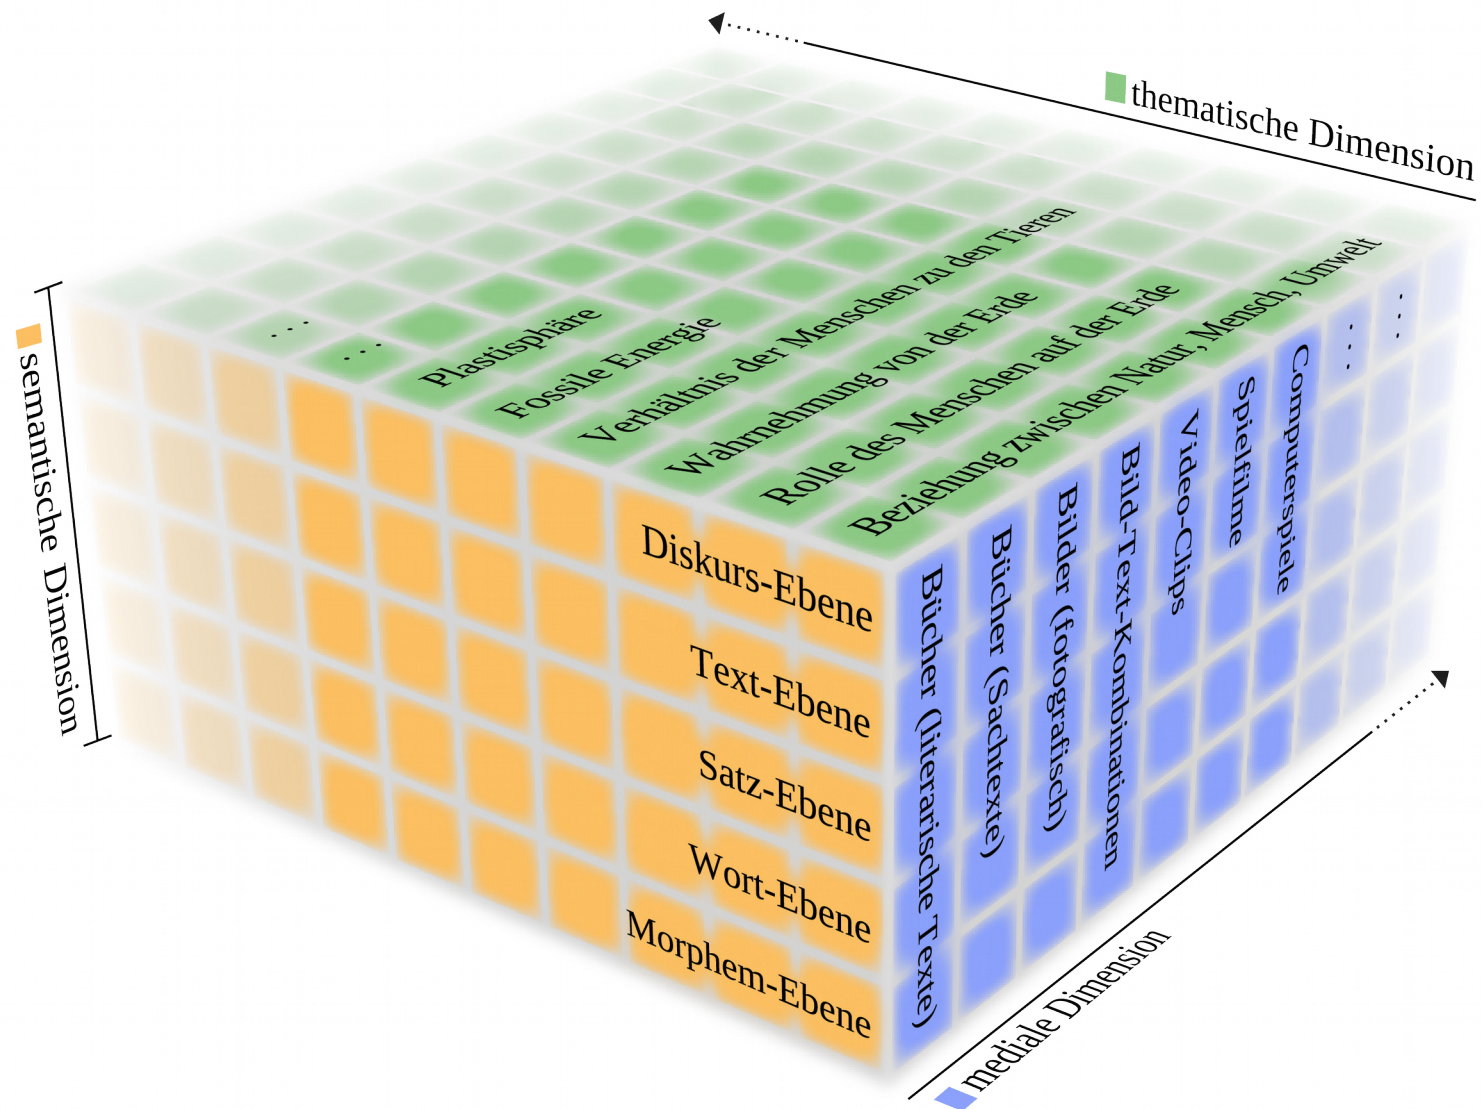 thematische Dimension
semantische Dimension
mediale Dimension
. . .
. . .
Plastisphäre
Fossile Energie
Verhältnis der Menschen zu den Tieren
Wahrnehmung von der Erde
Rolle des Menschen auf der Erde
Beziehung zwischen Natur, Mensch, Umwelt
Diskurs-Ebene
Text-Ebene
Satz-Ebene
Wort-Ebene
Morphem-Ebene
Bücher (literarische Texte)
Bücher (Sachtexte)
Bilder (fotografisch)
Bild-Text-Kombinationen
Video-Clips
Spielfilme
Computerspiele
. . .
. . .